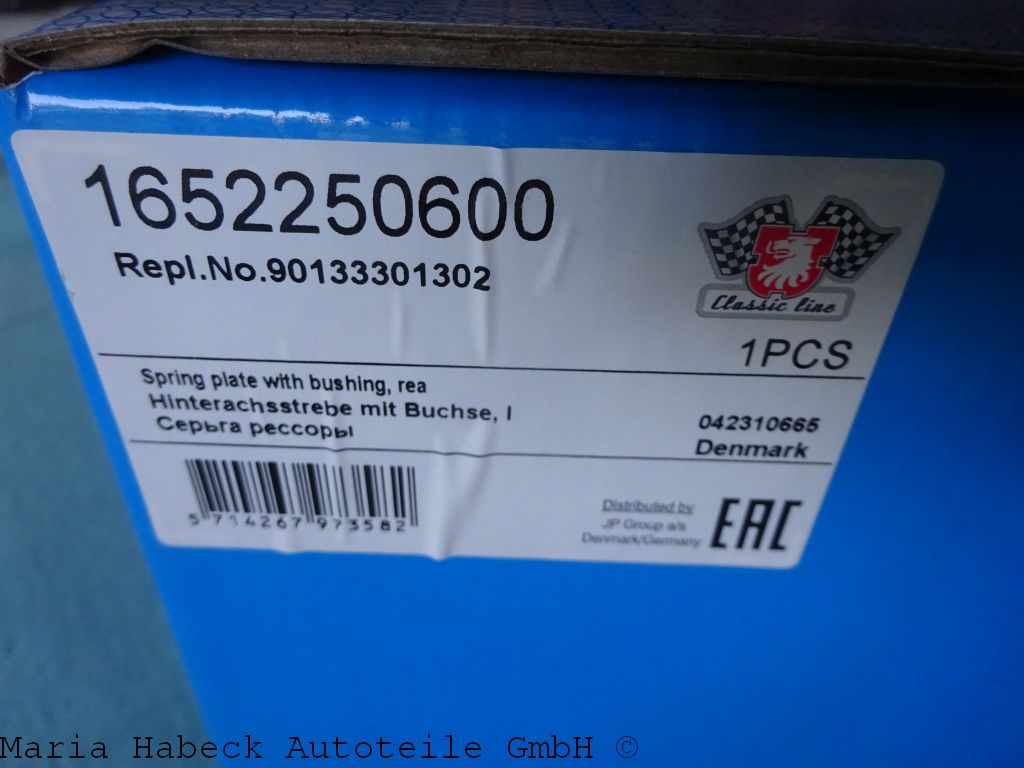 1652250600
Repl.No.90133301302
Classic line
1PCS
Spring plate with bushing, rea
Hinterachsstrebe mit Buchse, l
Серьга рессоры
042310665
Denmark
5 714267 973582
Distributed by
JP Group a/s
Denmark/Germany
EAC
Maria Habeck Autoteile GmbH ©